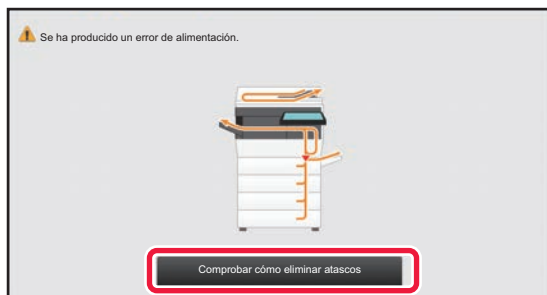 Se ha producido un error de alimentación.
Comprobar cómo eliminar atascos